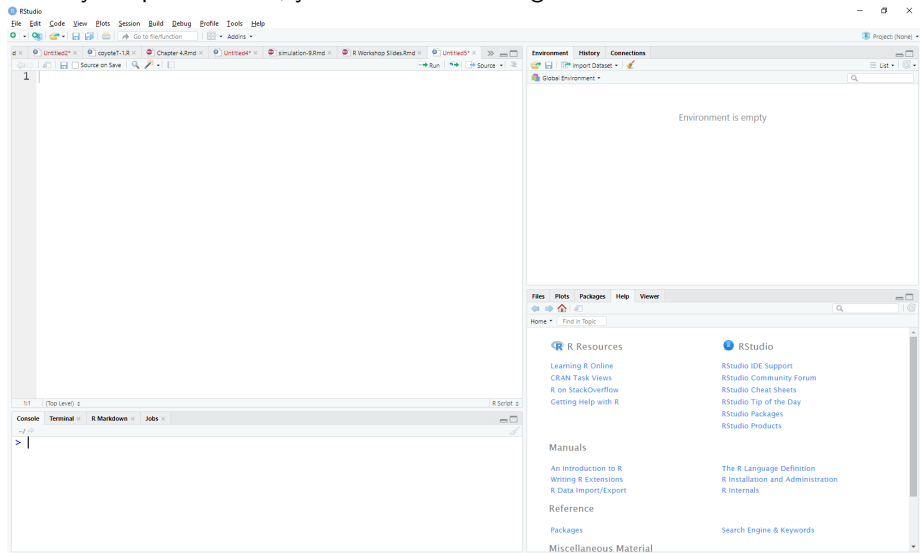 RStudio
File Edit Code View Plots Session Build Debug Profile Tools Help
Go to file/function Addins Project: (None)
d Untitled2* coyote7-1.R Chapter 4.Rmd Untitled4* simulation-9.Rmd R Workshop Slides.Rmd Untitled5*
Source on Save Run Source
1
1:1 (Top Level) R Script
Console Terminal R Markdown Jobs
~/
>
Environment History Connections
Import Dataset List
Global Environment
Environment is empty
Files Plots Packages Help Viewer
Home Find in Topic
R Resources
Learning R Online
CRAN Task Views
R on StackOverflow
Getting Help with R
RStudio
RStudio IDE Support
RStudio Community Forum
RStudio Cheat Sheets
RStudio Tip of the Day
RStudio Packages
RStudio Products
Manuals
An Introduction to R
Writing R Extensions
R Data Import/Export
The R Language Definition
R Installation and Administration
R Internals
Reference
Packages
Search Engine & Keywords
Miscellaneous Material